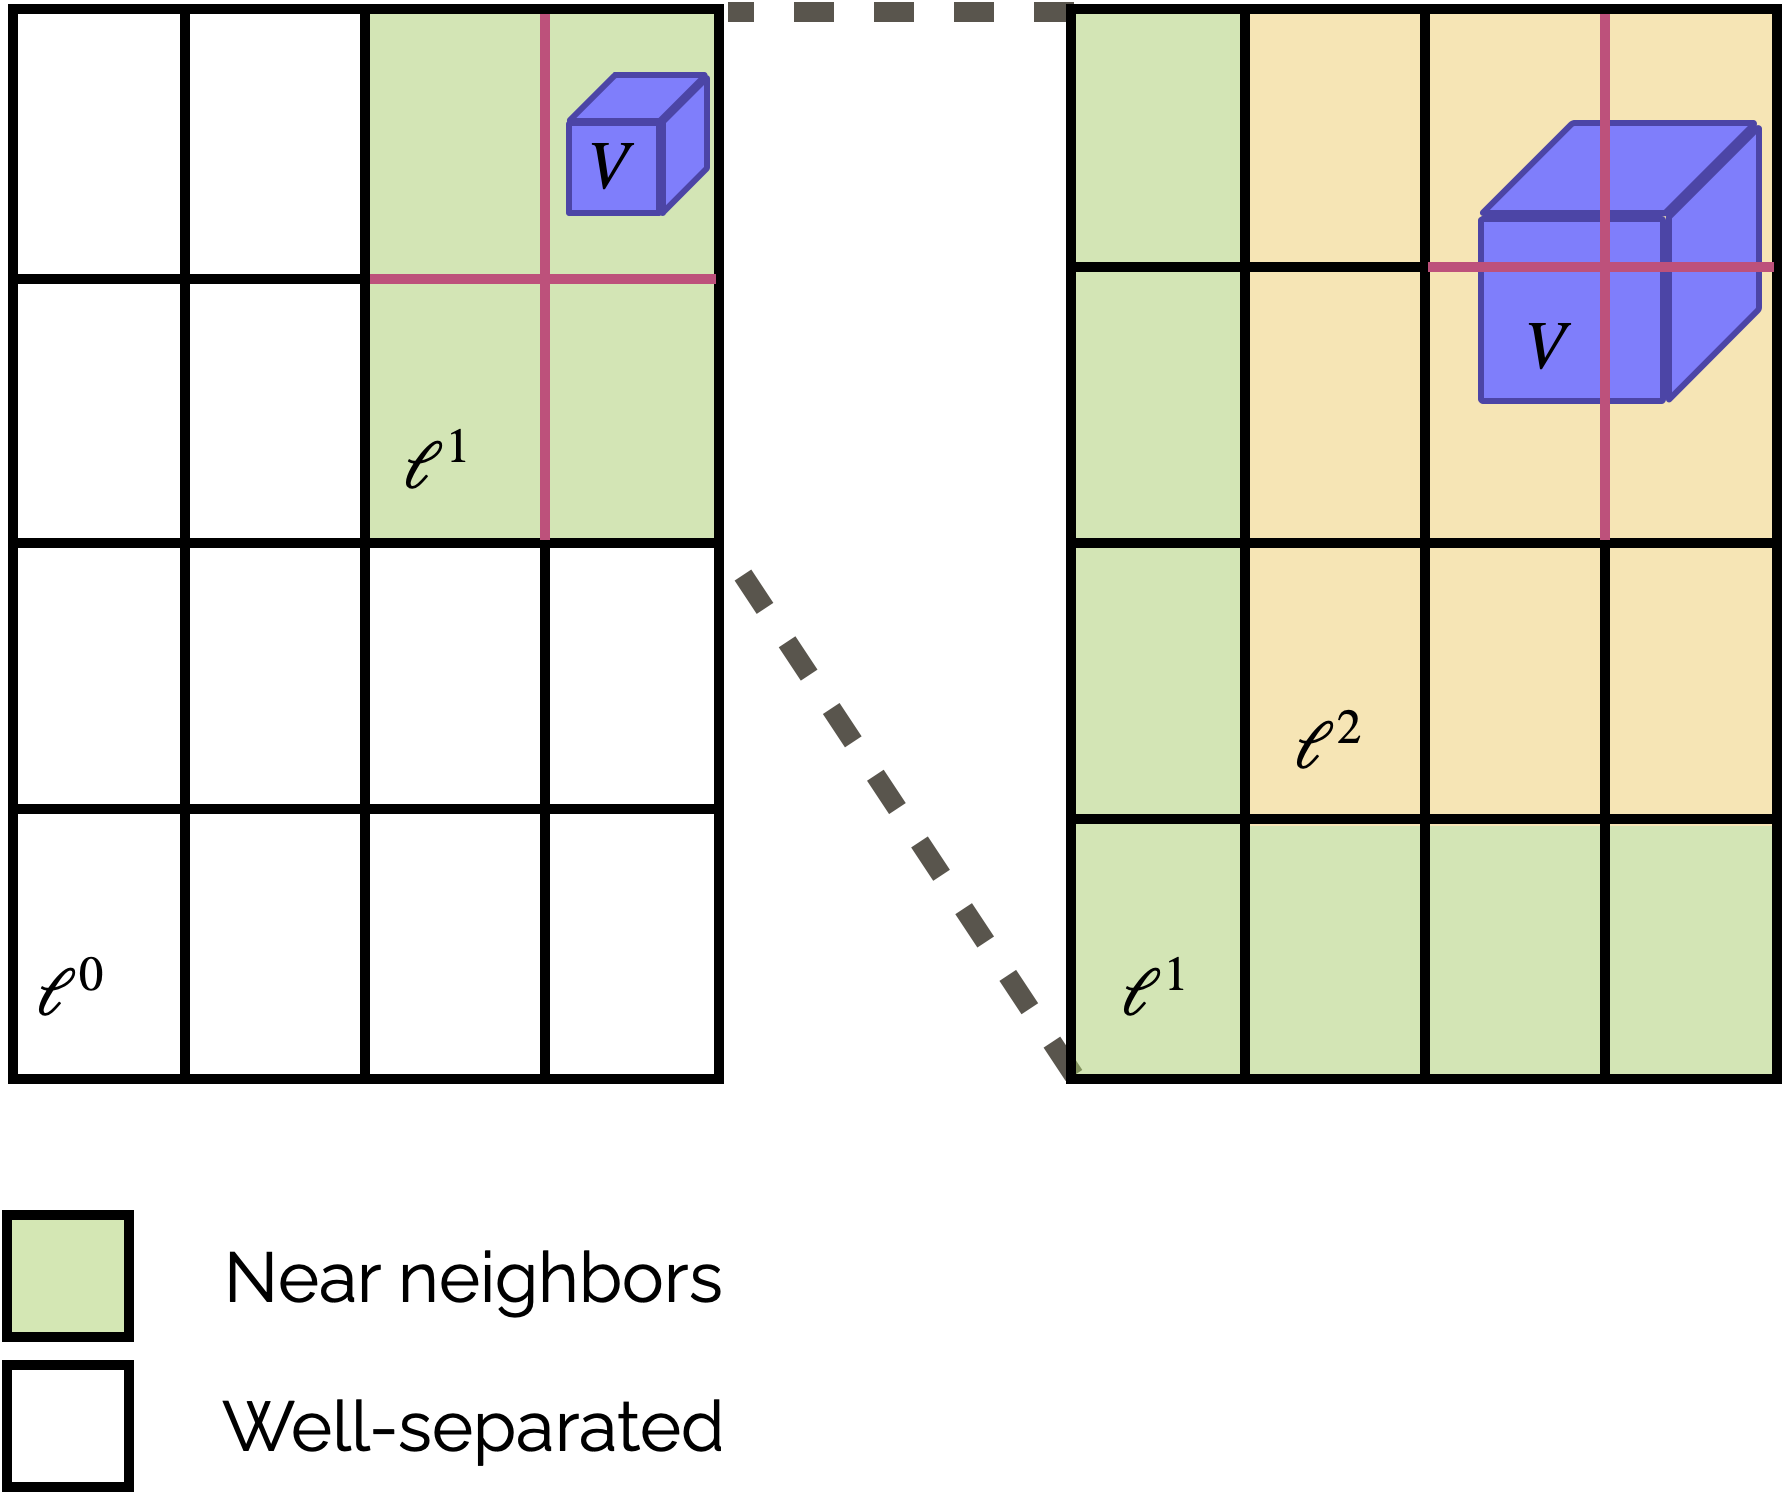 V
V
ℓ¹
ℓ²
ℓ⁰
ℓ¹
Near neighbors
Well-separated